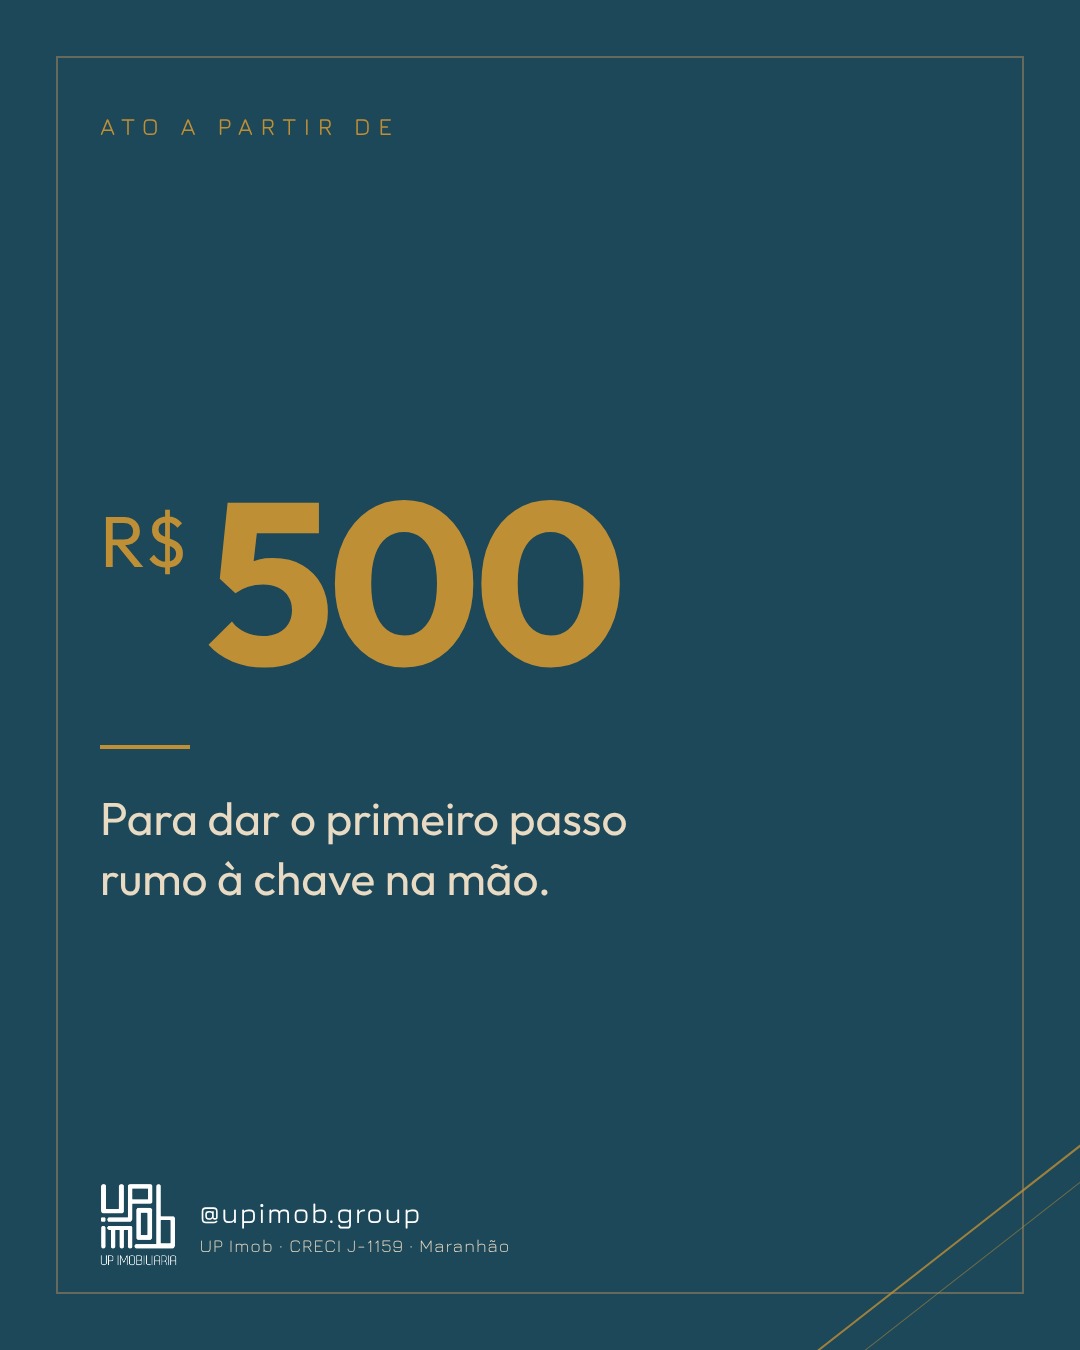 ATO A PARTIR DE
R$ 500
Para dar o primeiro passo
rumo à chave na mão.
UP imob
UP IMOBILIARIA
@upimob.group
UP Imob · CRECI J-1159 · Maranhão